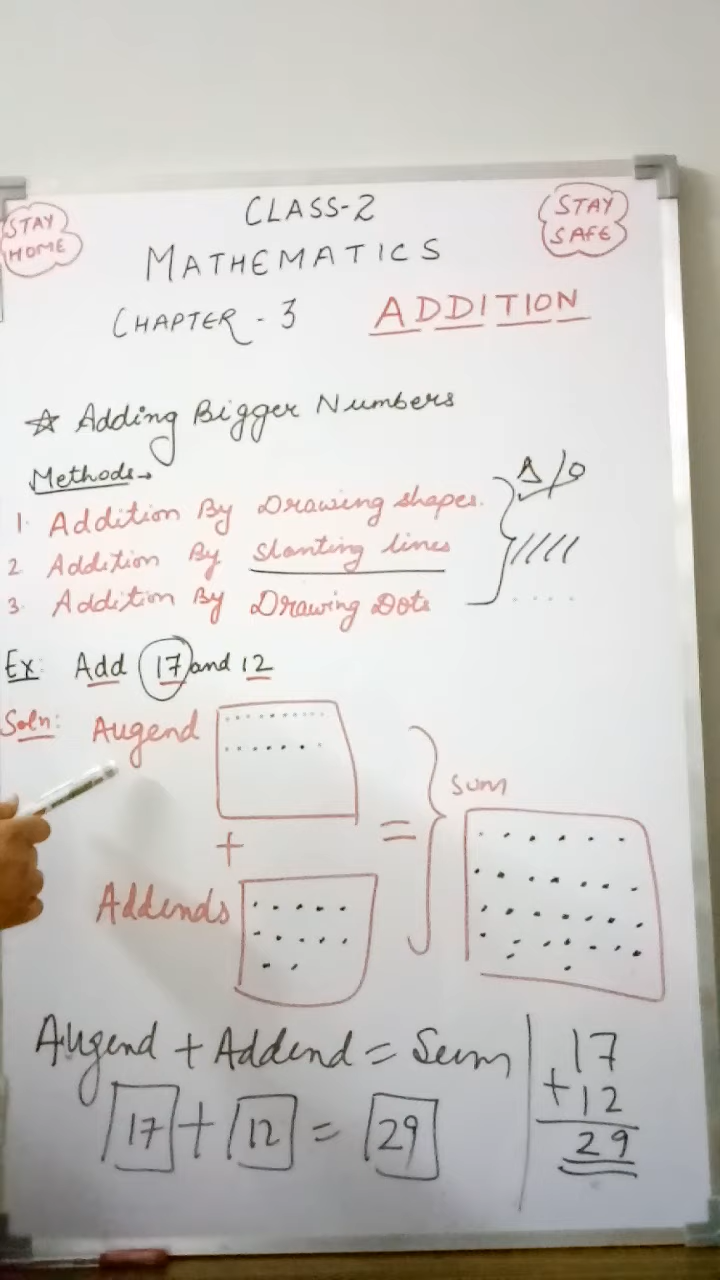 STAY HOME
CLASS-2
STAY SAFE
MATHEMATICS
CHAPTER - 3 ADDITION
☆ Adding Bigger Numbers
Methods→
1. Addition By Drawing shapes. Δ/O
2. Addition By Slanting lines ////
3. Addition By Drawing Dots ....
Ex: Add 17 and 12
Soln: Augend
+
=
Sum
Addends
Augend + Addend = Sum
17 + 12 = 29
17
+ 12
29